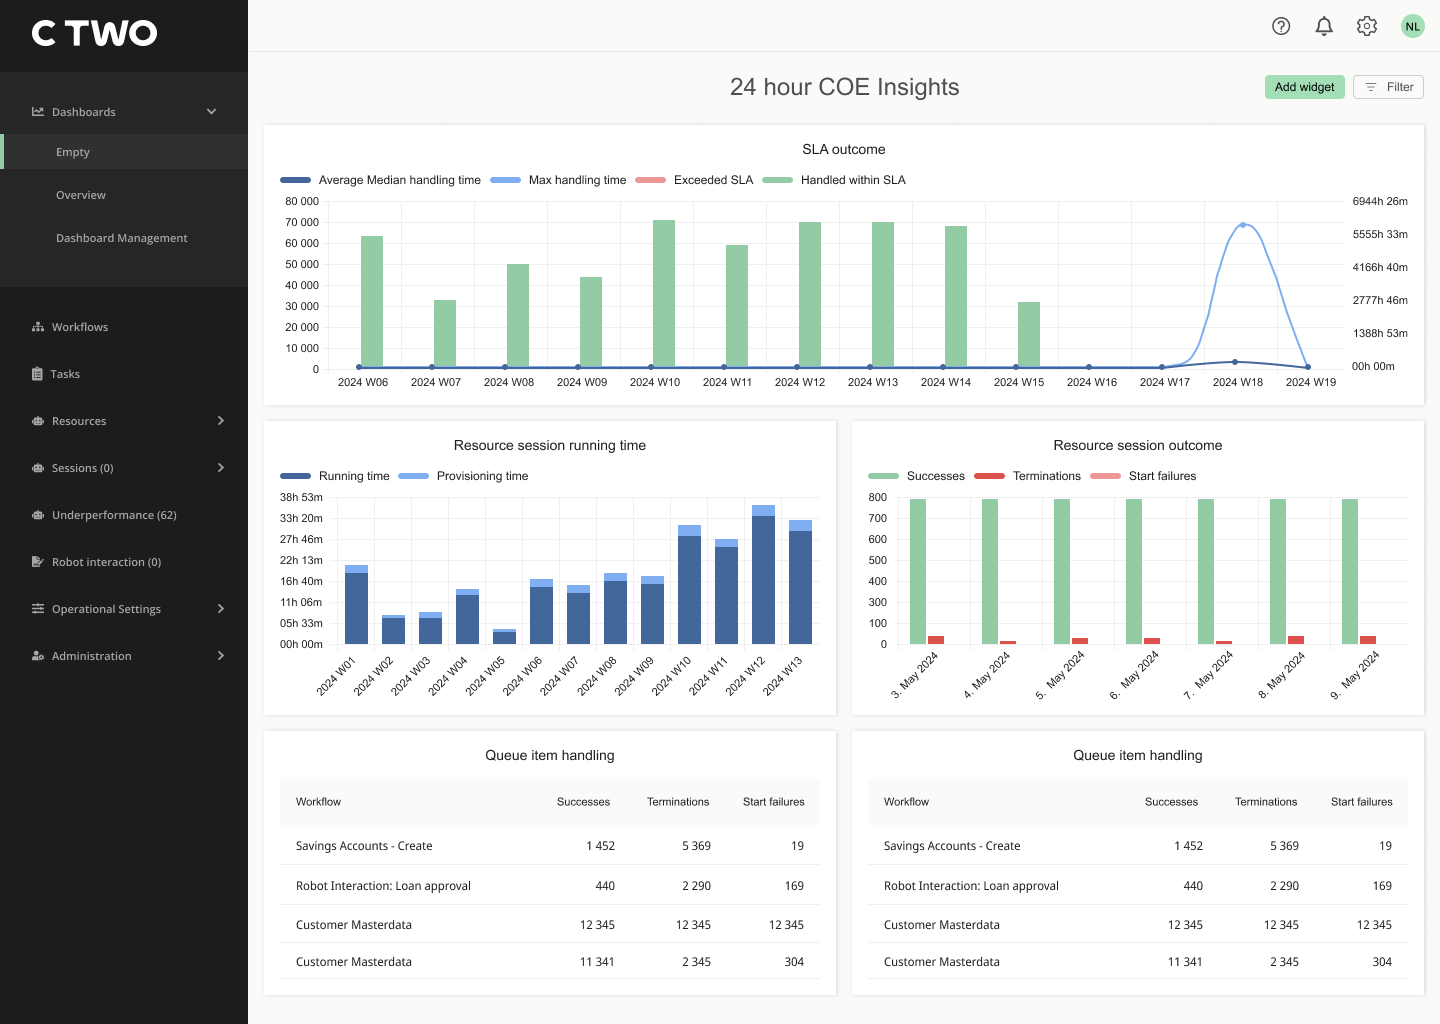 C TWO
NL
Dashboards
Empty
Overview
Dashboard Management
Workflows
Tasks
Resources
Sessions (0)
Underperformance (62)
Robot interaction (0)
Operational Settings
Administration
24 hour COE Insights
Add widget
Filter
SLA outcome
Average Median handling time Max handling time Exceeded SLA Handled within SLA
80 000
70 000
60 000
50 000
40 000
30 000
20 000
10 000
0
6944h 26m
5555h 33m
4166h 40m
2777h 46m
1388h 53m
00h 00m
2024 W06 2024 W07 2024 W08 2024 W09 2024 W10 2024 W11 2024 W12 2024 W13 2024 W14 2024 W15 2024 W16 2024 W17 2024 W18 2024 W19
Resource session running time
Running time Provisioning time
38h 53m
33h 20m
27h 46m
22h 13m
16h 40m
11h 06m
05h 33m
00h 00m
2024 W01 2024 W02 2024 W03 2024 W04 2024 W05 2024 W06 2024 W07 2024 W08 2024 W09 2024 W10 2024 W11 2024 W12 2024 W13
Resource session outcome
Successes Terminations Start failures
800
700
600
500
400
300
100
0
3. May 2024 4. May 2024 5. May 2024 6. May 2024 7. May 2024 8. May 2024 9. May 2024
Queue item handling
Workflow Successes Terminations Start failures
Savings Accounts - Create 1 452 5 369 19
Robot Interaction: Loan approval 440 2 290 169
Customer Masterdata 12 345 12 345 12 345
Customer Masterdata 11 341 2 345 304
Queue item handling
Workflow Successes Terminations Start failures
Savings Accounts - Create 1 452 5 369 19
Robot Interaction: Loan approval 440 2 290 169
Customer Masterdata 12 345 12 345 12 345
Customer Masterdata 11 341 2 345 304